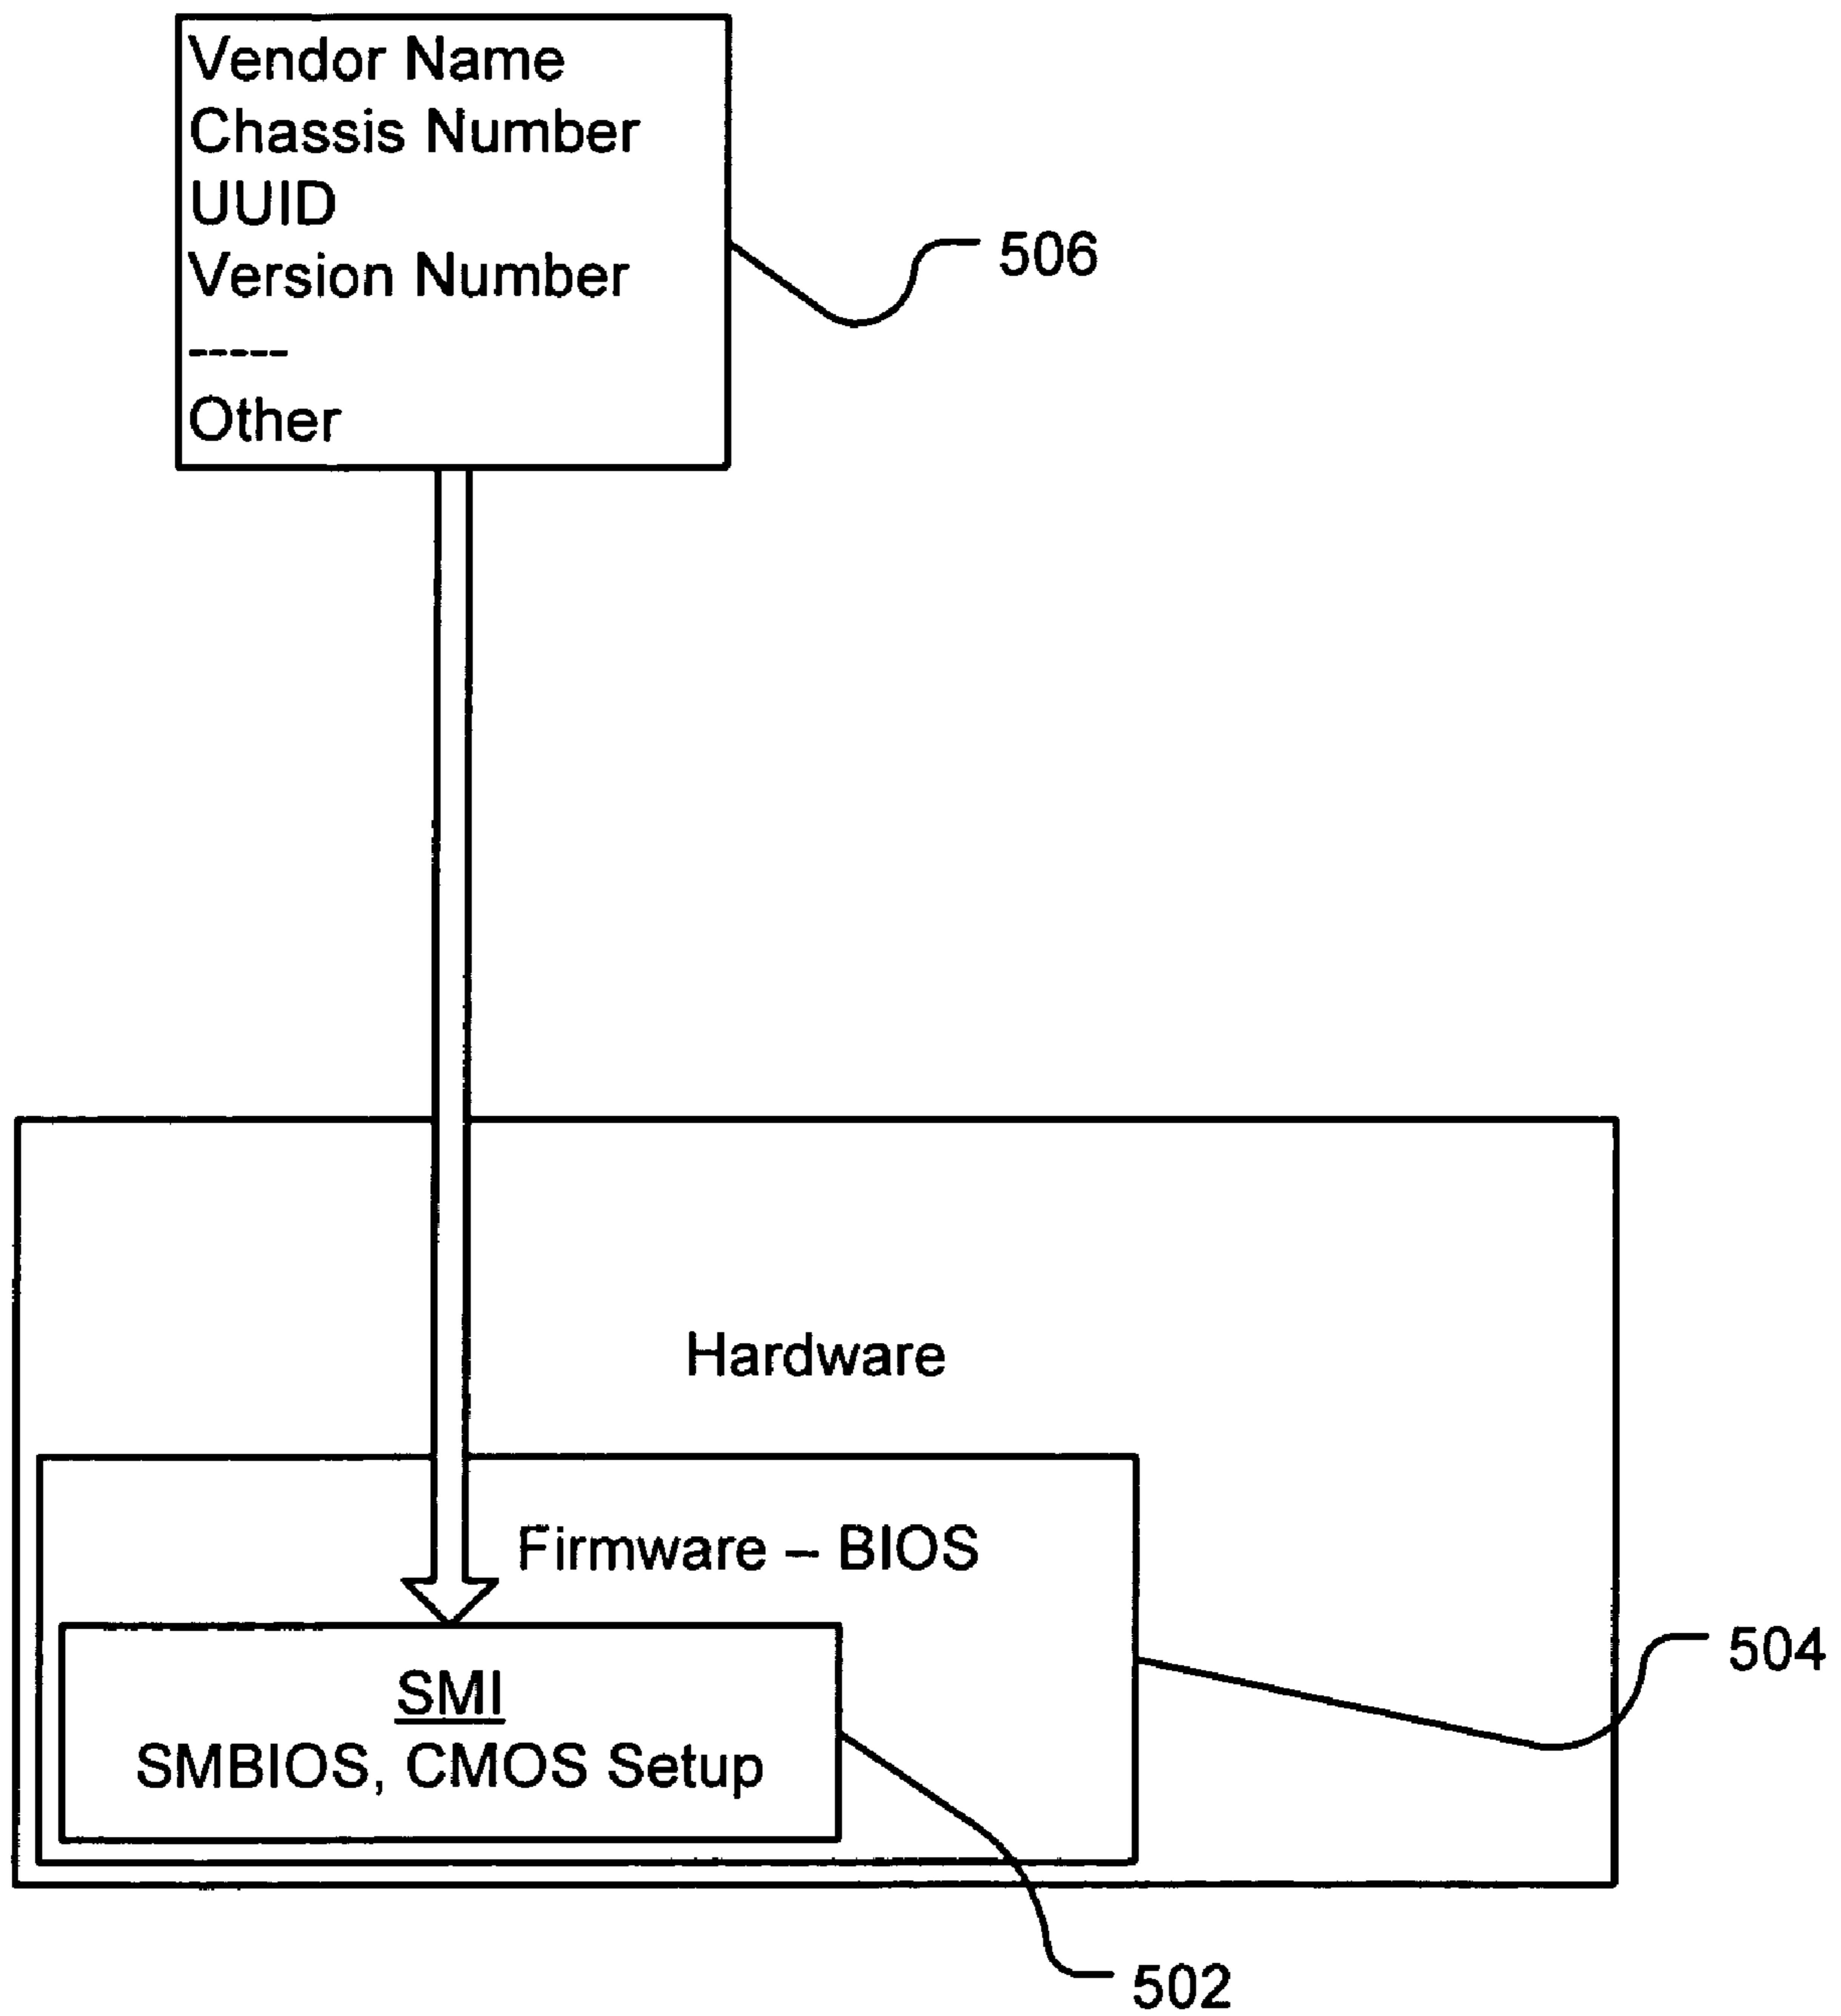 Vendor Name
Chassis Number
UUID
Version Number
-----
Other
506
Hardware
Firmware – BIOS
504
SMI
SMBIOS, CMOS Setup
502